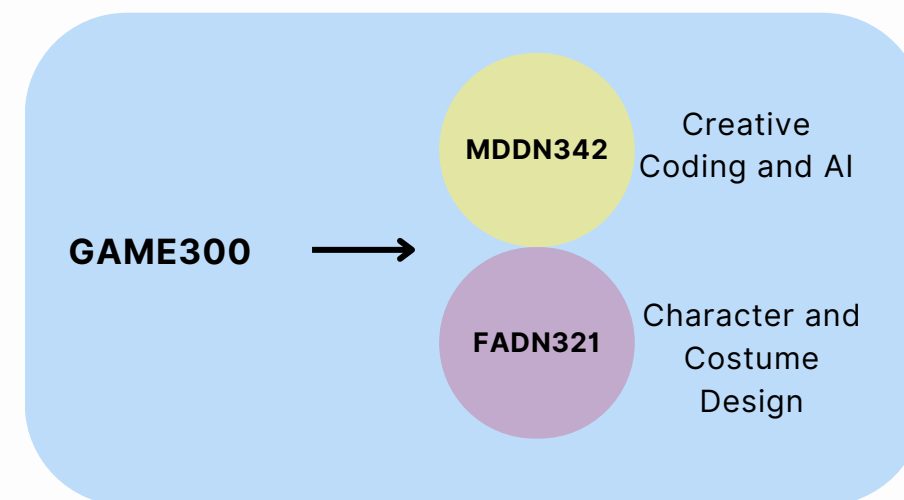 GAME300
MDDN342
Creative
Coding and AI
FADN321
Character and
Costume
Design